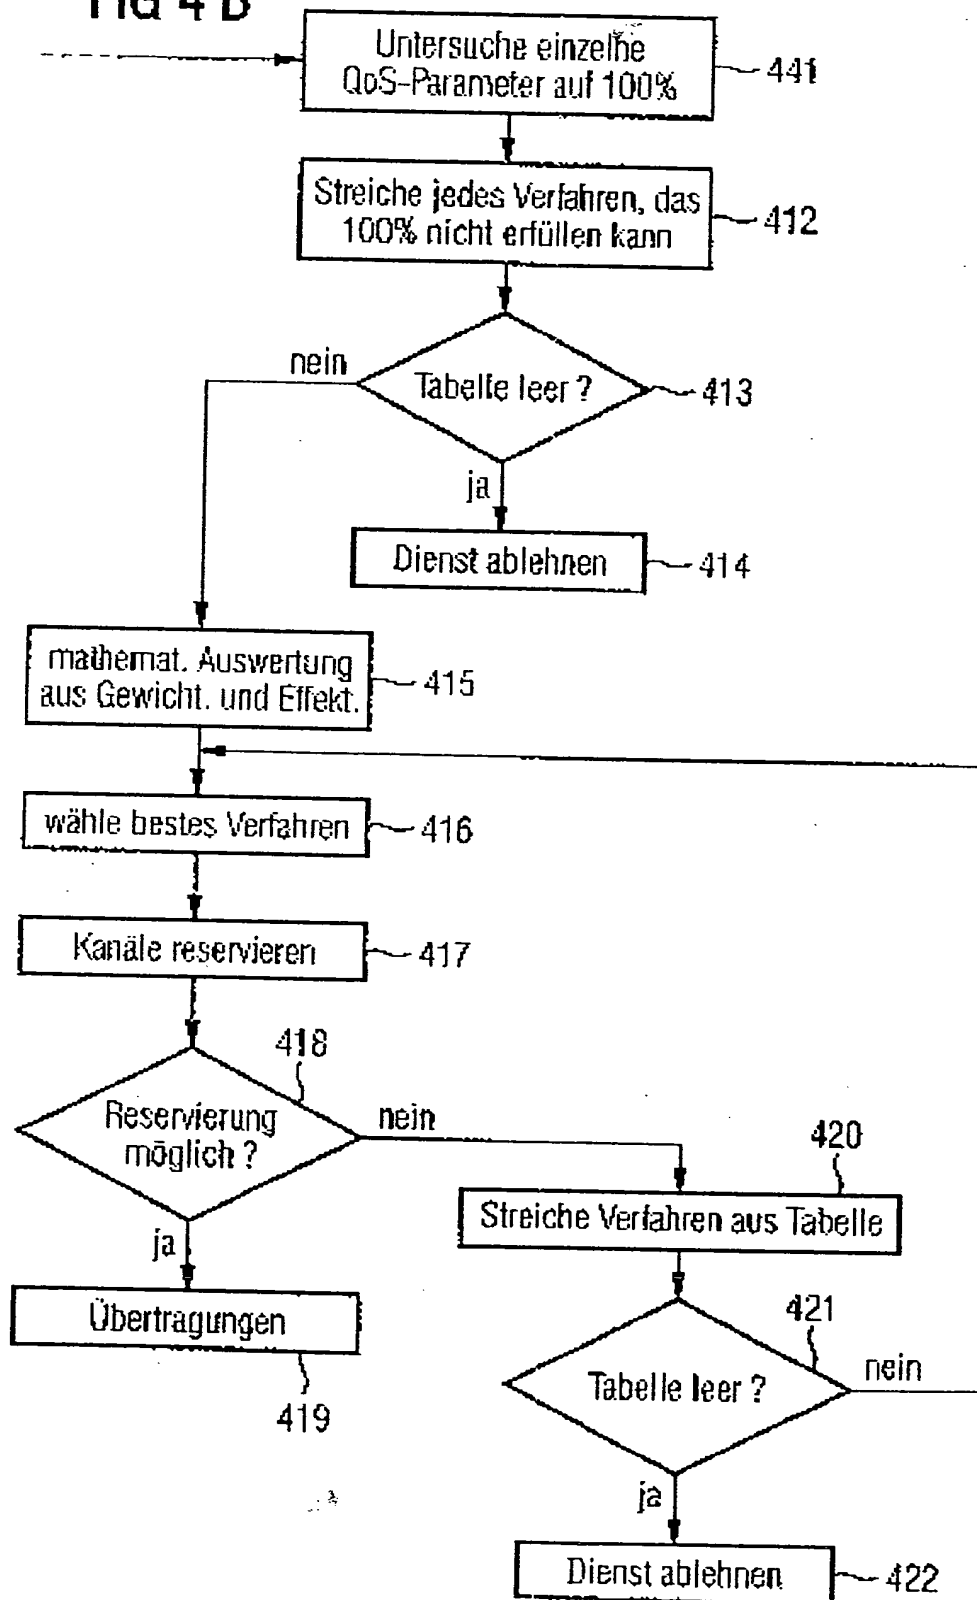 FIG 4 B
Untersuche einzelne
QoS-Parameter auf 100%
441
Streiche jedes Verfahren, das
100% nicht erfüllen kann
412
nein
Tabelle leer ?
413
ja
Dienst ablehnen
414
mathemat. Auswertung
aus Gewicht. und Effekt.
415
wähle bestes Verfahren
416
Kanäle reservieren
417
418
Reservierung
möglich ?
nein
420
Streiche Verfahren aus Tabelle
ja
Übertragungen
419
421
Tabelle leer ?
nein
ja
Dienst ablehnen
422